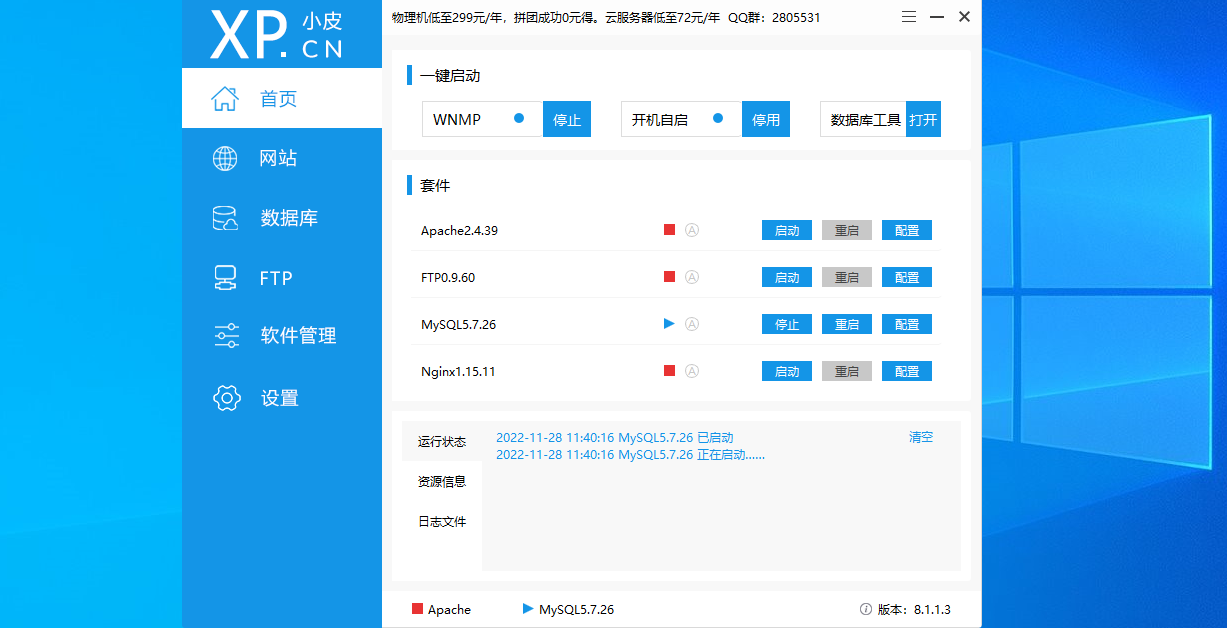 XP.CN 小皮
物理机低至299元/年，拼团成功0元得。云服务器低至72元/年 QQ群：2805531
首页
网站
数据库
FTP
软件管理
设置
一键启动
WNMP 停止 开机自启 停用 数据库工具 打开
套件
Apache2.4.39 A 启动 重启 配置
FTP0.9.60 A 启动 重启 配置
MySQL5.7.26 A 停止 重启 配置
Nginx1.15.11 A 启动 重启 配置
运行状态
资源信息
日志文件
2022-11-28 11:40:16 MySQL5.7.26 已启动 清空
2022-11-28 11:40:16 MySQL5.7.26 正在启动......
Apache MySQL5.7.26 版本：8.1.1.3